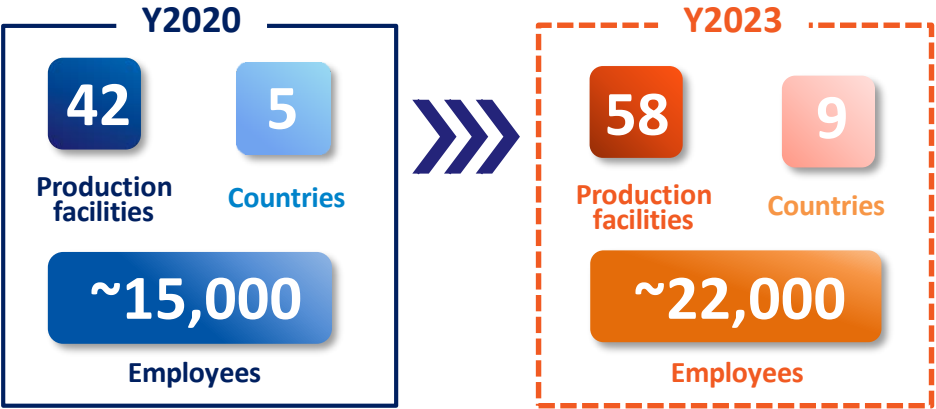 Y2020
42
5
Production
facilities
Countries
~15,000
Employees
Y2023
58
9
Production
facilities
Countries
~22,000
Employees